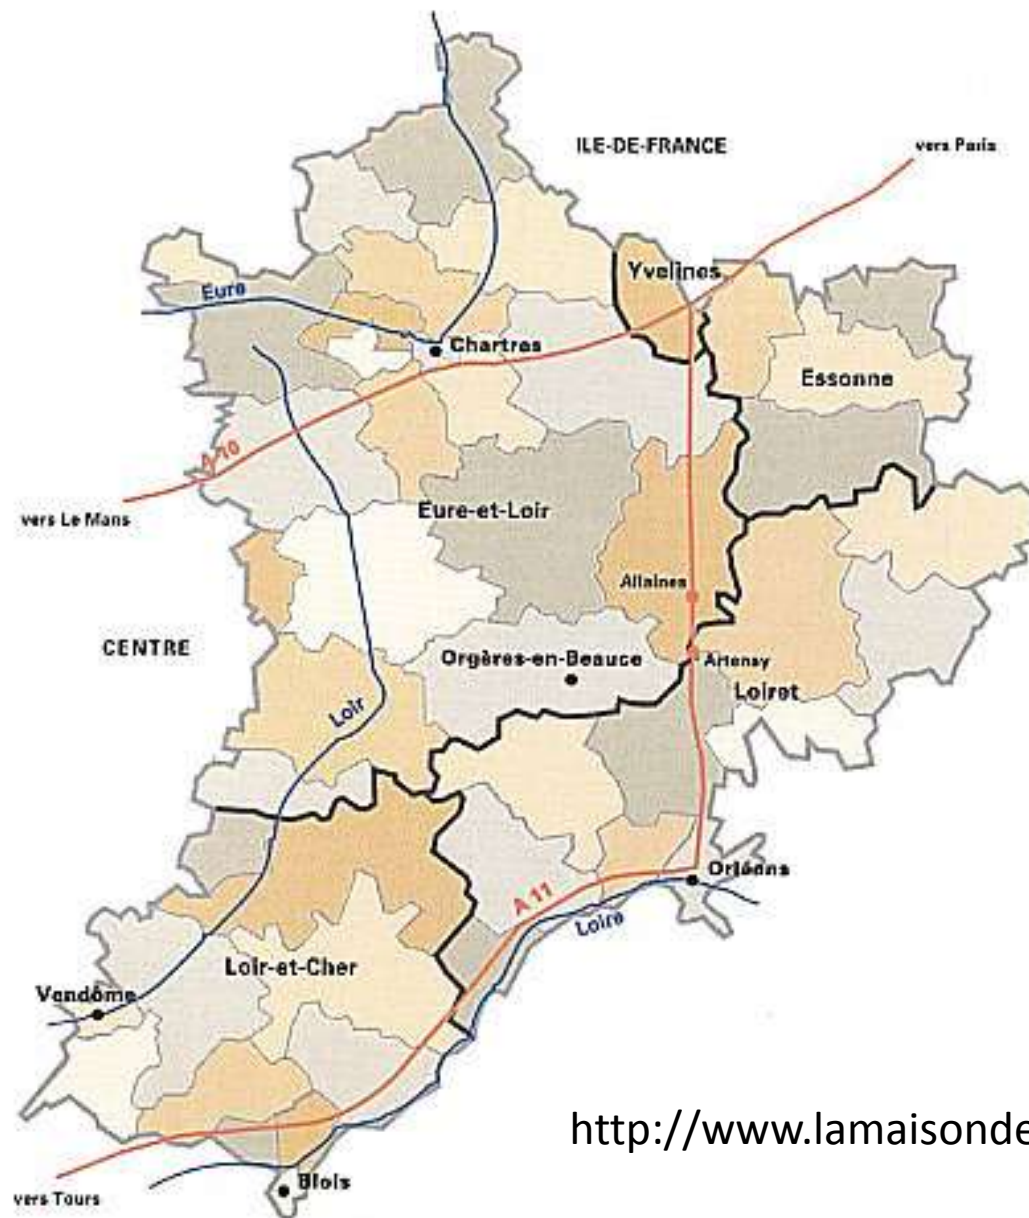 ILE-DE-FRANCE
vers Paris
Yvelines
Eure
Chartres
Essonne
A 10
Eure-et-Loir
vers Le Mans
Allaines
CENTRE
Orgères-en-Beauce
Artenay
Loiret
Loir
Orléans
A 11
Loire
Loir-et-Cher
Vendôme
http://www.lamaisonde
Blois
vers Tours